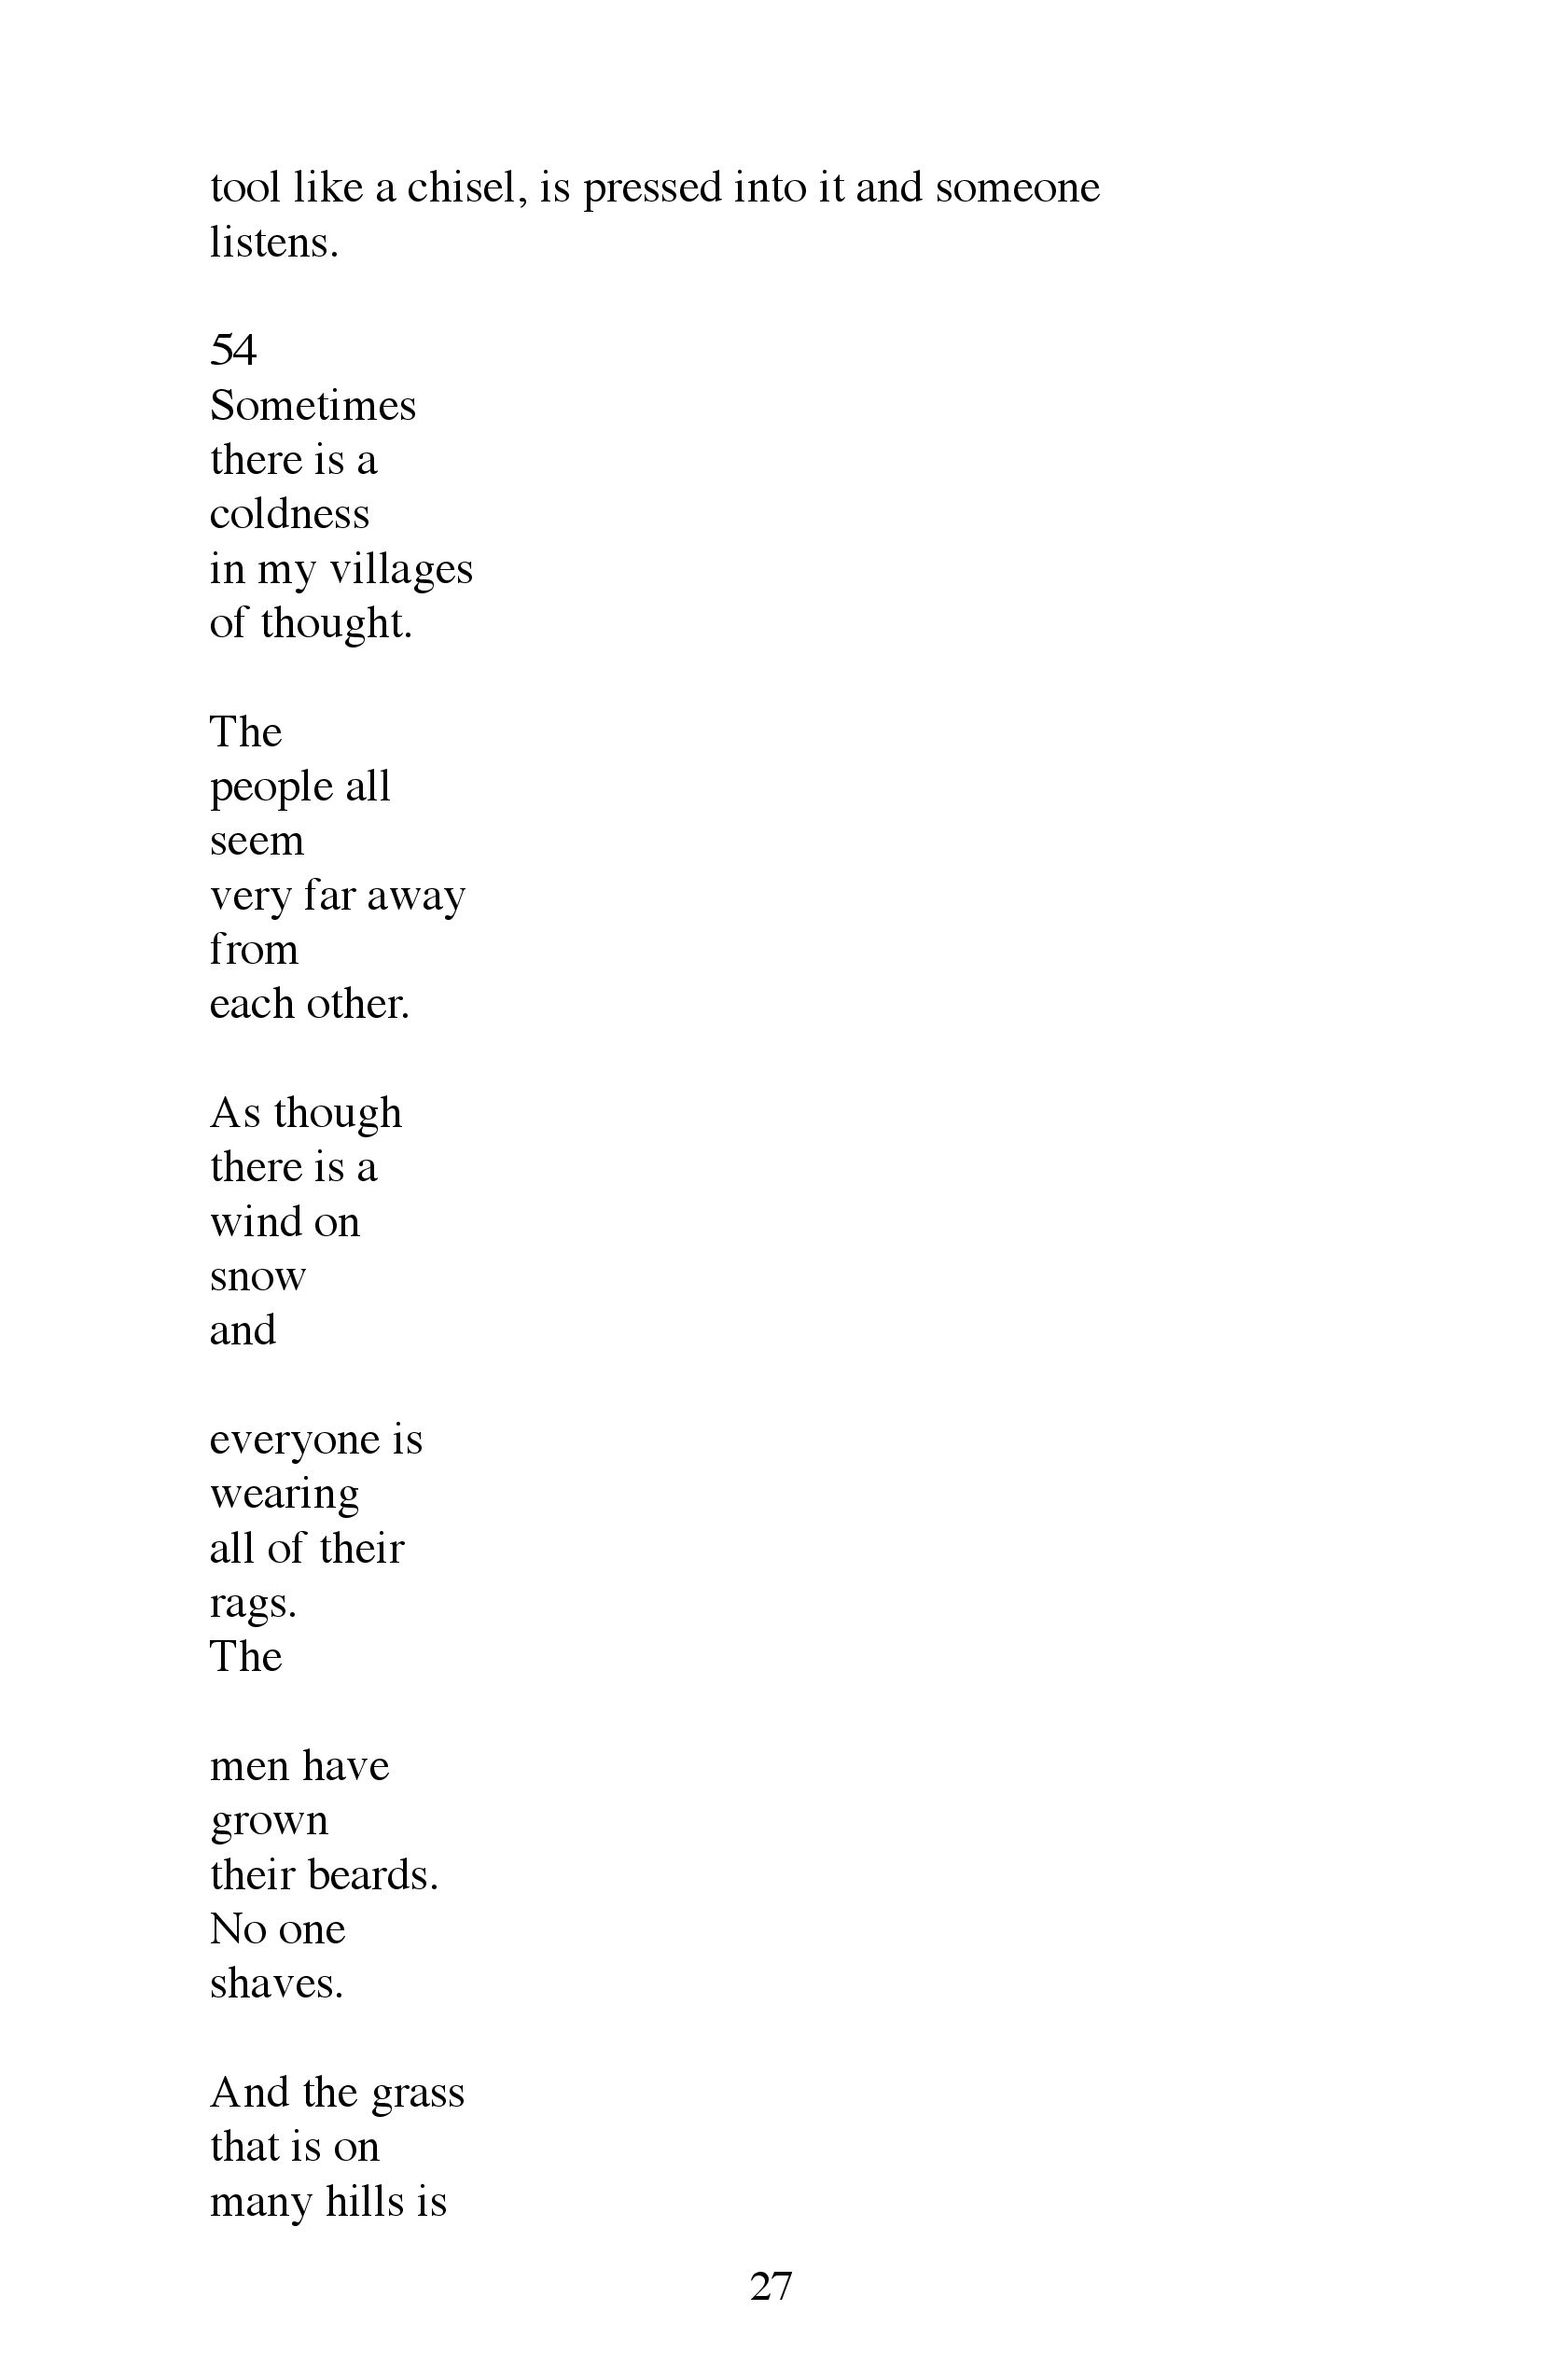 tool like a chisel, is pressed into it and someone
listens.
54
Sometimes
there is a
coldness
in my villages
of thought.
The
people all
seem
very far away
from
each other.
As though
there is a
wind on
snow
and
everyone is
wearing
all of their
rags.
The
men have
grown
their beards.
No one
shaves.
And the grass
that is on
many hills is
27